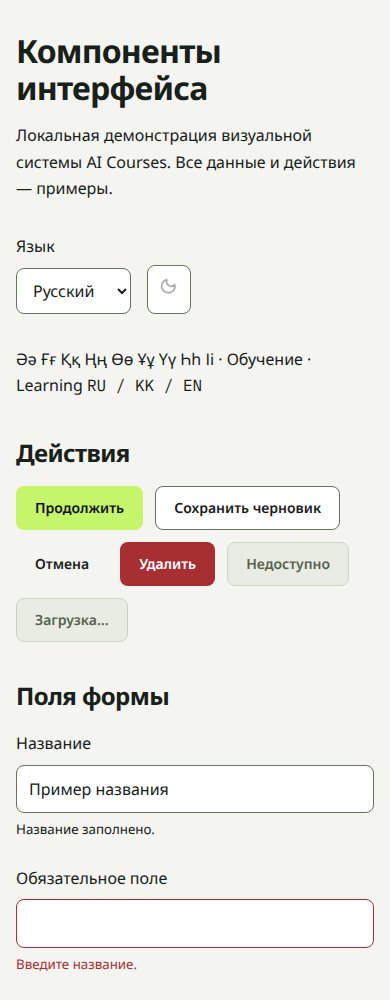 Компоненты
интерфейса
Локальная демонстрация визуальной
системы AI Courses. Все данные и действия
— примеры.
Язык
Русский
Әә Ғғ Ққ Ңң Өө Ұұ Үү Һһ Іі · Обучение ·
Learning RU / KK / EN
Действия
Продолжить Сохранить черновик
Отмена Удалить Недоступно
Загрузка...
Поля формы
Название
Пример названия
Название заполнено.
Обязательное поле
Введите название.